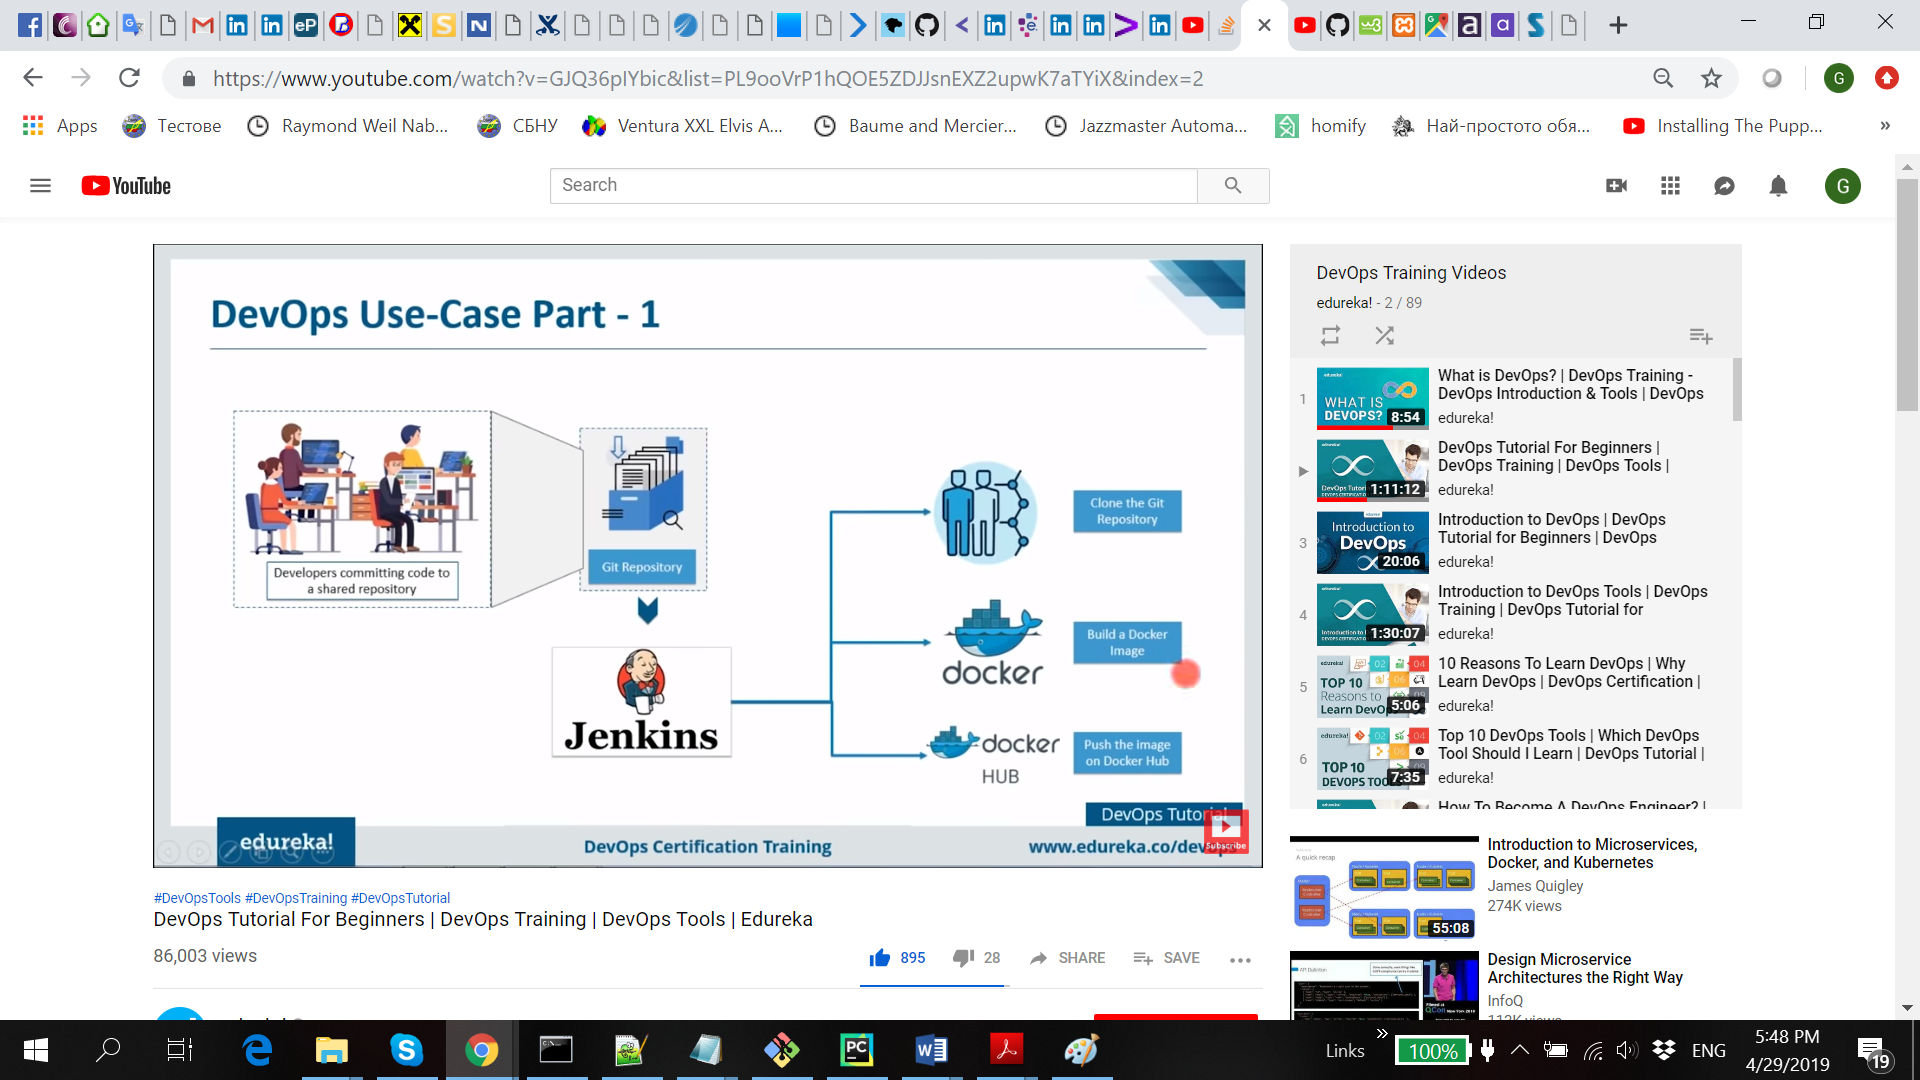 https://www.youtube.com/watch?v=GJQ36pIYbic&list=PL9ooVrP1hQOE5ZDJJsnEXZ2upwK7aTYiX&index=2
G
Apps
Тестове
Raymond Weil Nab...
СБНУ
Ventura XXL Elvis A...
Baume and Mercier...
Jazzmaster Automa...
homify
Най-простото обя...
Installing The Pupp...
»
YouTube
Search
G
DevOps Use-Case Part - 1
Developers committing code to
a shared repository
Git Repository
Jenkins
Clone the Git
Repository
docker
Build a Docker
Image
docker
HUB
Push the image
on Docker Hub
DevOps Tutorial
Subscribe
edureka!
DevOps Certification Training
www.edureka.co/devops
#DevOpsTools #DevOpsTraining #DevOpsTutorial
DevOps Tutorial For Beginners | DevOps Training | DevOps Tools | Edureka
86,003 views
895
28
SHARE
SAVE
DevOps Training Videos
edureka! - 2 / 89
1
WHAT IS
DEVOPS?
8:54
What is DevOps? | DevOps Training -
DevOps Introduction & Tools | DevOps
edureka!
1:11:12
DevOps Tutorial For Beginners |
DevOps Training | DevOps Tools |
edureka!
3
Introduction to
DevOps
20:06
Introduction to DevOps | DevOps
Tutorial for Beginners | DevOps
edureka!
4
1:30:07
Introduction to DevOps Tools | DevOps
Training | DevOps Tutorial for
edureka!
5
TOP 10
Reasons to
Learn DevOps
5:06
10 Reasons To Learn DevOps | Why
Learn DevOps | DevOps Certification |
edureka!
6
TOP 10
DEVOPS TOOLS
7:35
Top 10 DevOps Tools | Which DevOps
Tool Should I Learn | DevOps Tutorial |
edureka!
How To Become A DevOps Engineer? |
A quick recap
55:08
Introduction to Microservices,
Docker, and Kubernetes
James Quigley
274K views
Design Microservice
Architectures the Right Way
InfoQ
Links
100%
ENG
5:48 PM
4/29/2019
19